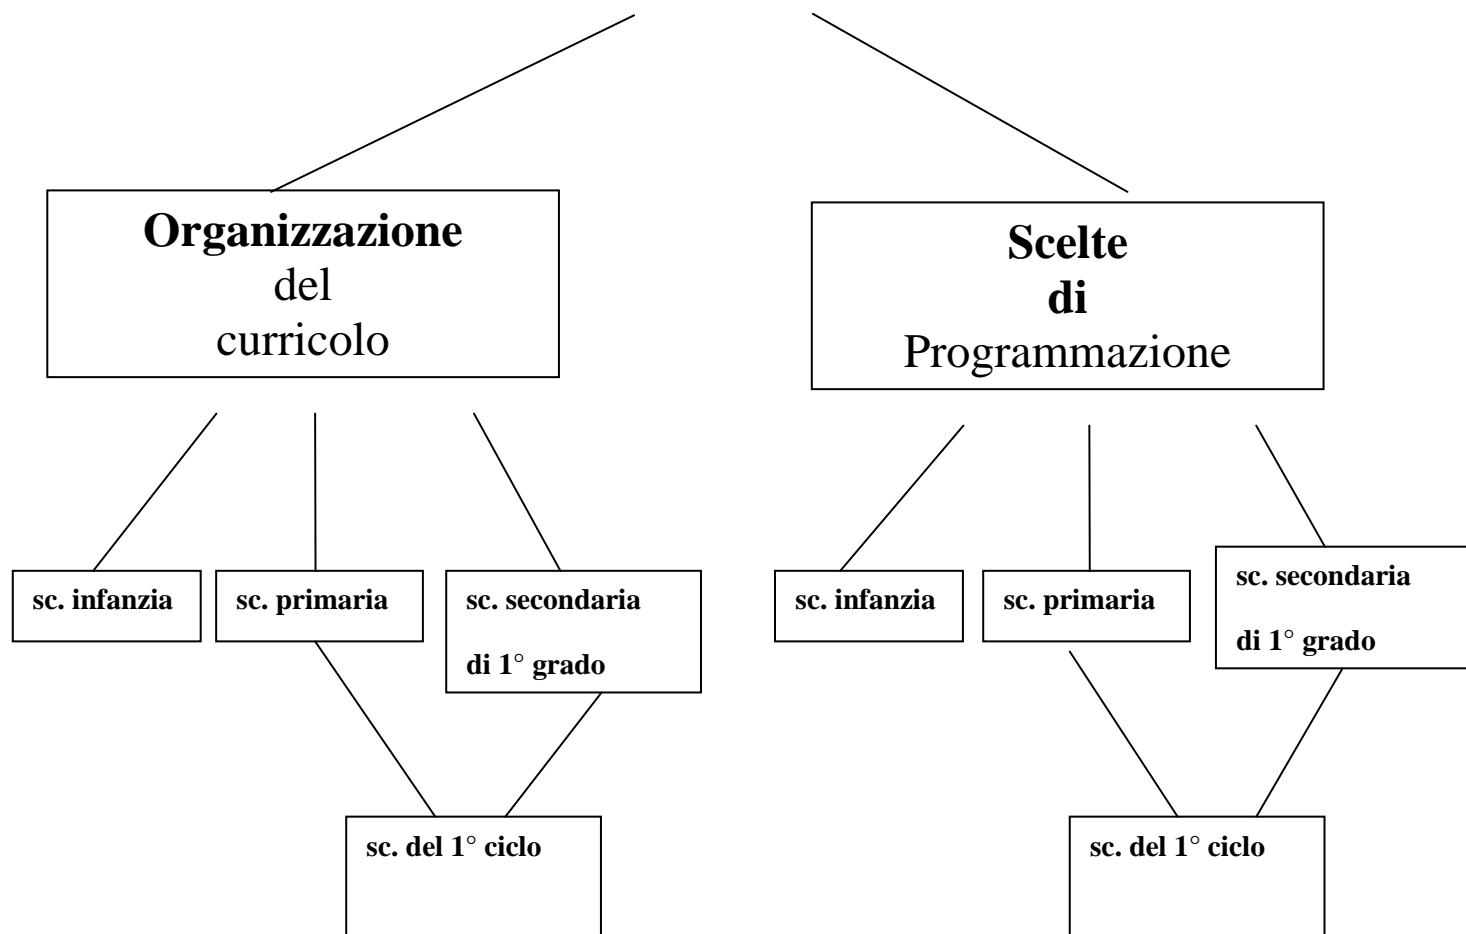 Organizzazione
del
curricolo
Scelte
di
Programmazione
sc. infanzia
sc. primaria
sc. secondaria
di 1° grado
sc. infanzia
sc. primaria
sc. secondaria
di 1° grado
sc. del 1° ciclo
sc. del 1° ciclo